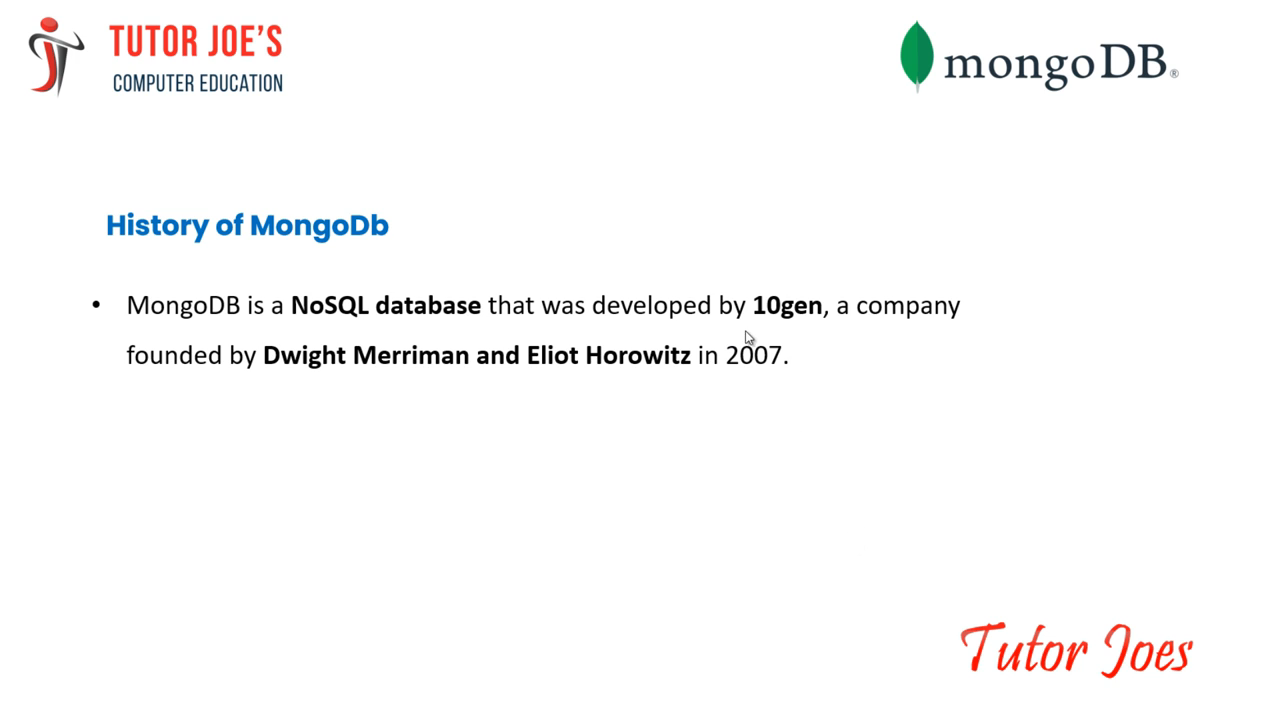 TUTOR JOE'S
COMPUTER EDUCATION
mongoDB®
History of MongoDb
• MongoDB is a NoSQL database that was developed by 10gen, a company
founded by Dwight Merriman and Eliot Horowitz in 2007.
Tutor Joes